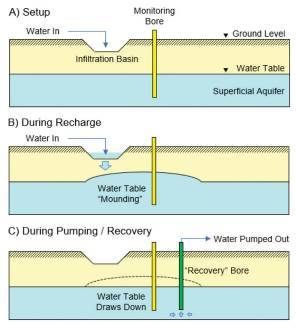 A) Setup
Monitoring
Bore
Water In
Ground Level
Infiltration Basin
Water Table
Superficial Aquifer
B) During Recharge
Water In
Water Table
“Mounding”
C) During Pumping / Recovery
Water Pumped Out
“Recovery” Bore
Water Table
Draws Down